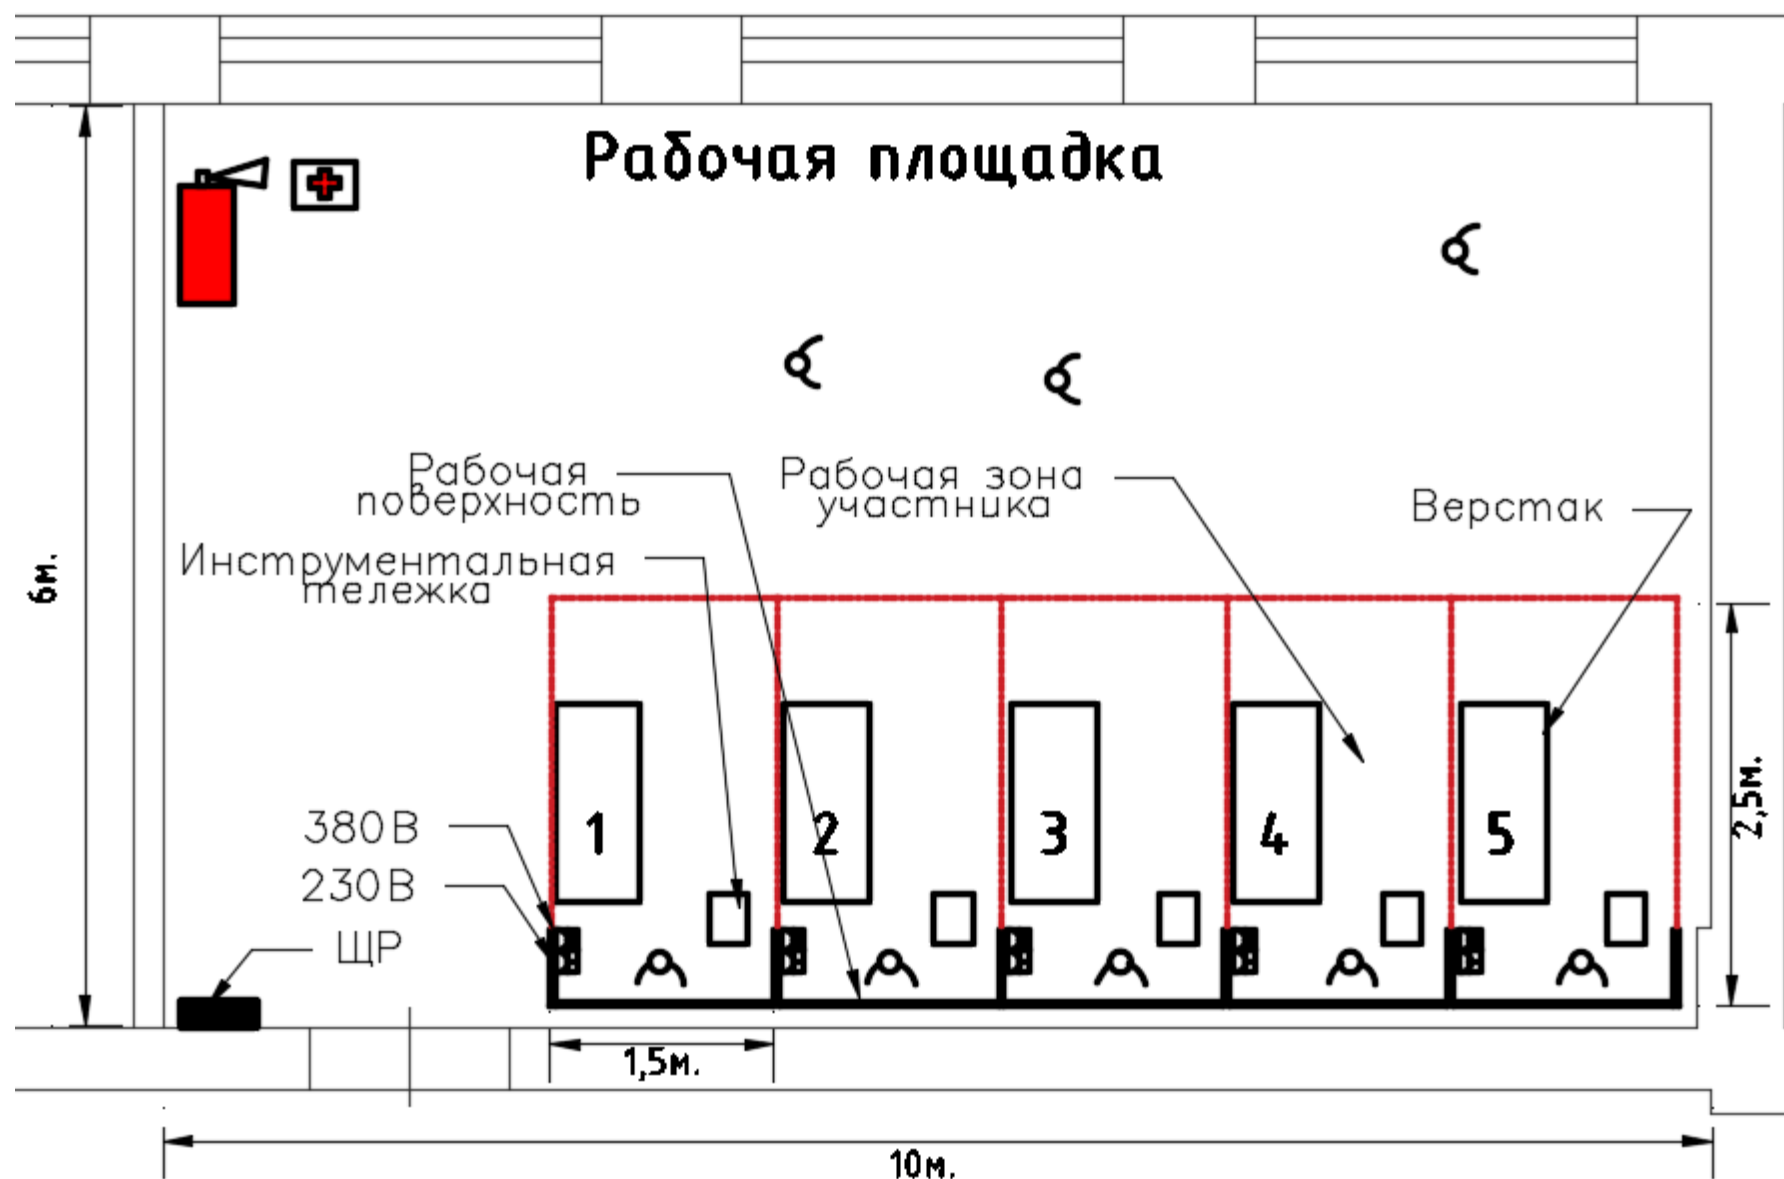 Рабочая площадка
Рабочая
поверхность
Рабочая зона
участника
Верстак
Инструментальная
тележка
6м.
380В
230В
ЩР
1
2
3
4
5
2,5м.
1,5м.
10м.